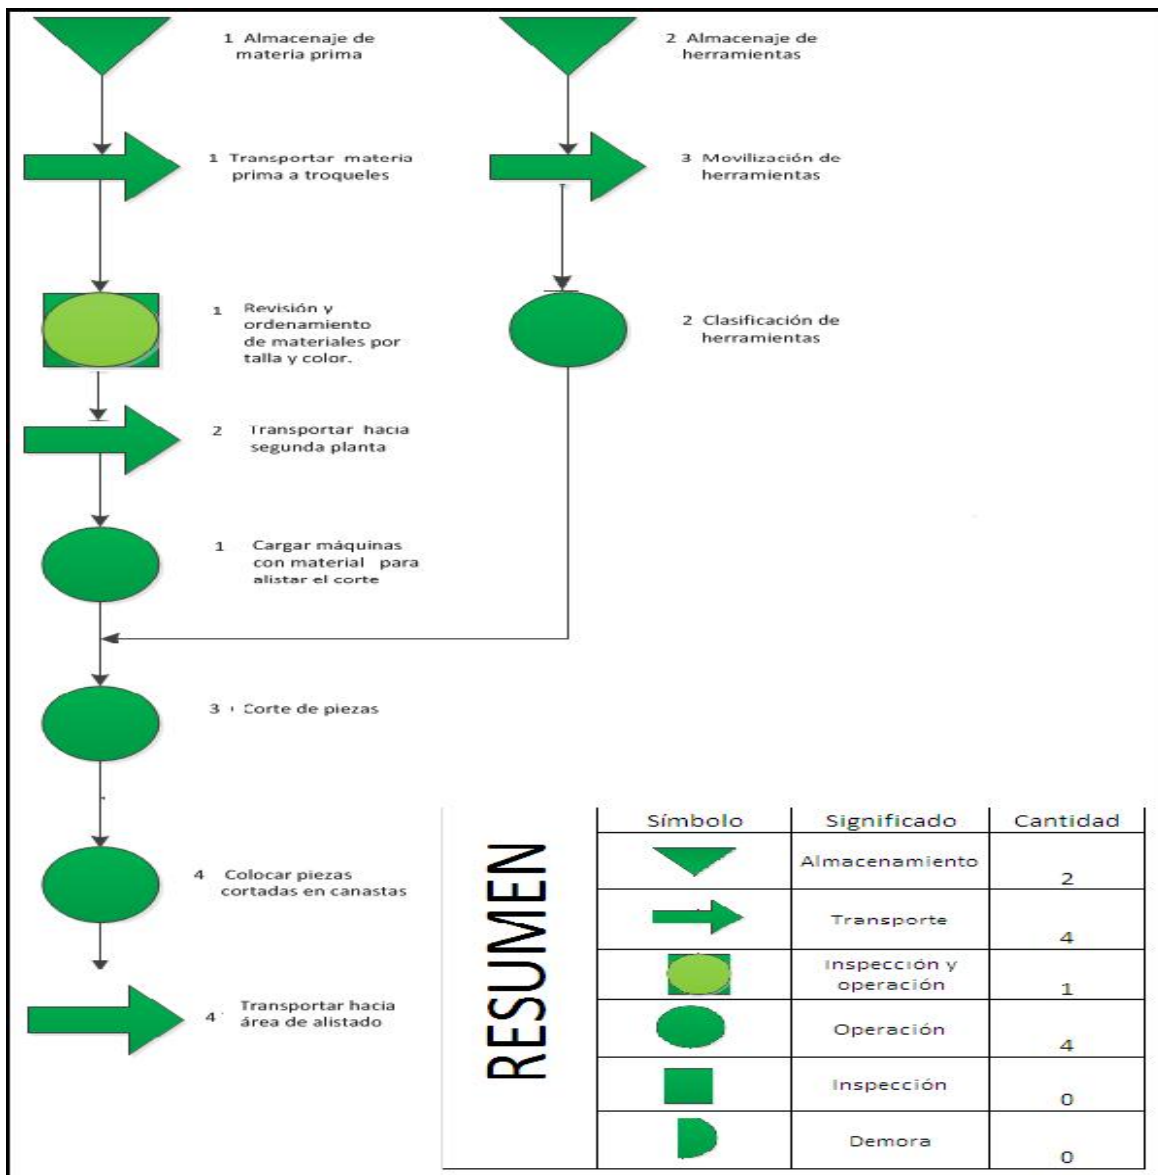 1 Almacenaje de
materia prima
2 Almacenaje de
herramientas
1 Transportar materia
prima a troqueles
3 Movilización de
herramientas
1 Revisión y
ordenamiento
de materiales por
talla y color.
2 Clasificación de
herramientas
2 Transportar hacia
segunda planta
1 Cargar máquinas
con material para
alistar el corte
3 Corte de piezas
4 Colocar piezas
cortadas en canastas
4 Transportar hacia
área de alistado
RESUMEN
Símbolo Significado Cantidad
Almacenamiento 2
Transporte 4
Inspección y
operación 1
Operación 4
Inspección 0
Demora 0